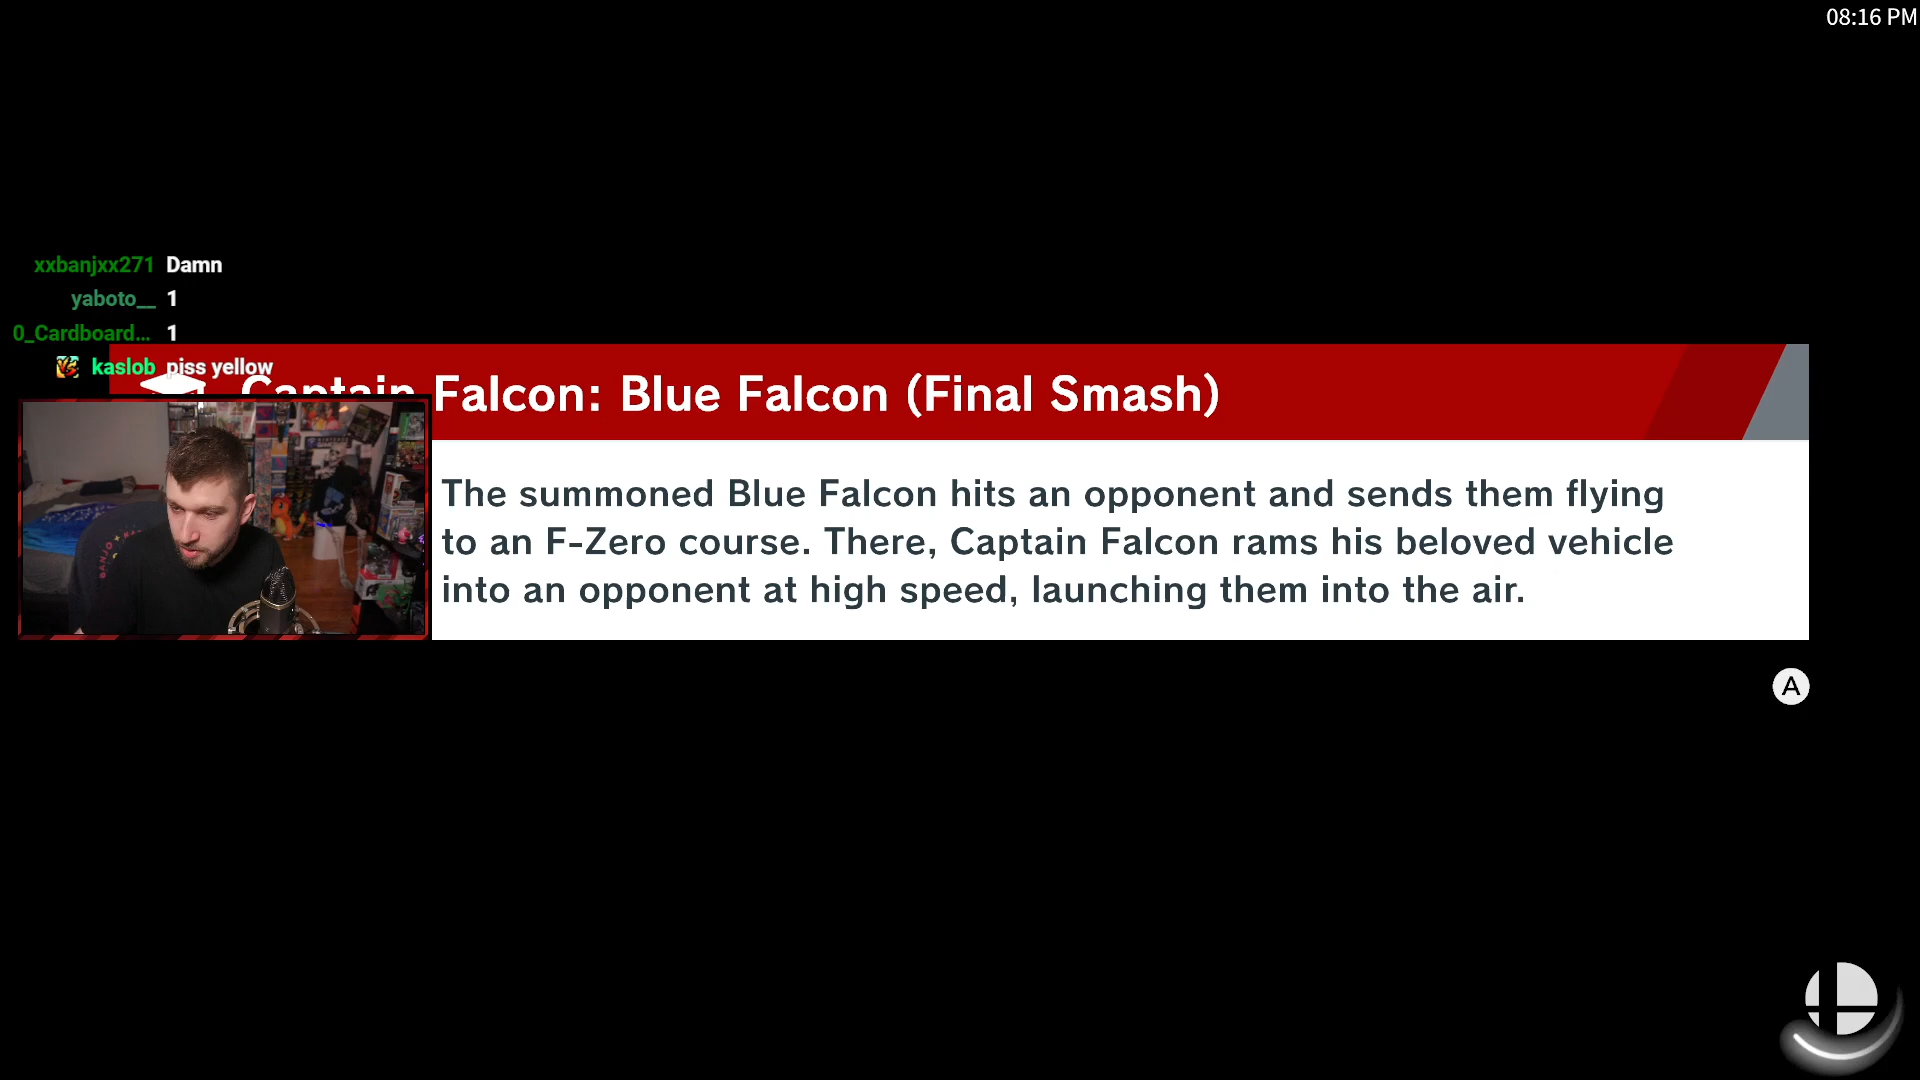 08:16 PM
xxbanjxx271 Damn
yaboto__ 1
0_Cardboard... 1
kaslob piss yellow
Captain Falcon: Blue Falcon (Final Smash)
The summoned Blue Falcon hits an opponent and sends them flying
to an F-Zero course. There, Captain Falcon rams his beloved vehicle
into an opponent at high speed, launching them into the air.
A